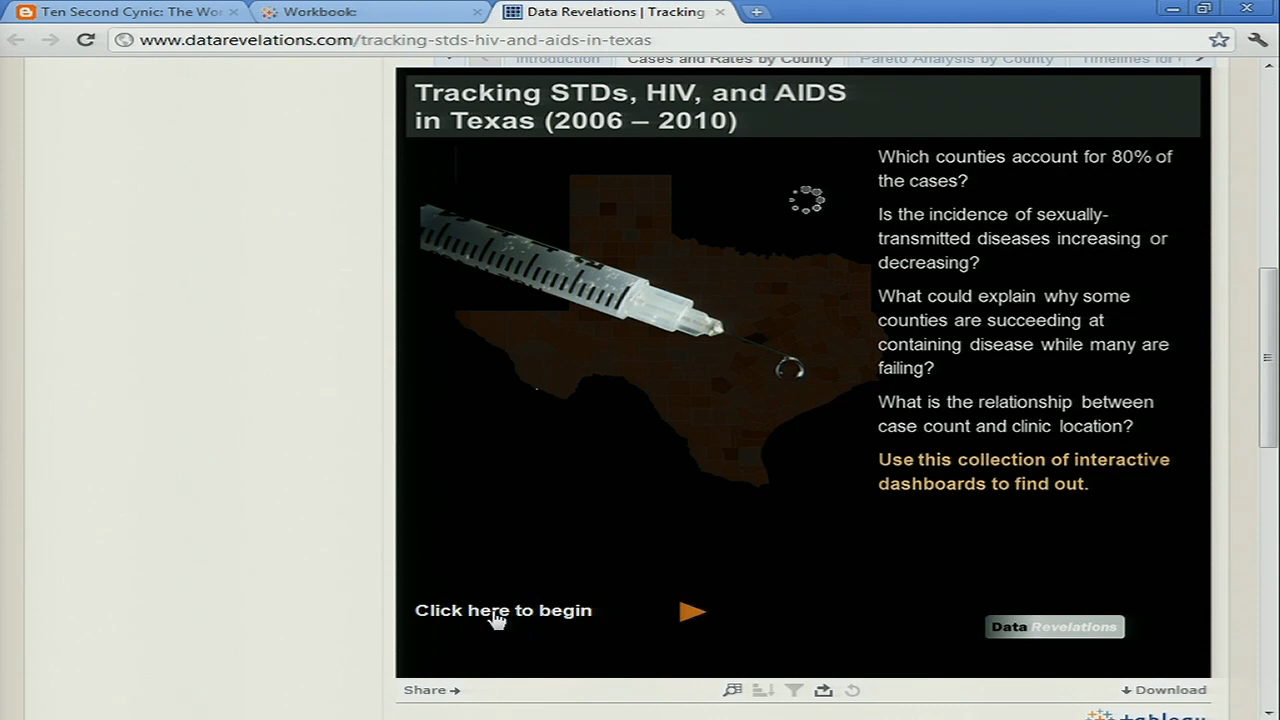 Ten Second Cynic: The Wor
Workbook:
Data Revelations | Tracking
www.datarevelations.com/tracking-stds-hiv-and-aids-in-texas
Introduction
Cases and Rates by County
Pareto Analysis by County
Timelines for
Tracking STDs, HIV, and AIDS
in Texas (2006 – 2010)
Which counties account for 80% of
the cases?
Is the incidence of sexually-
transmitted diseases increasing or
decreasing?
What could explain why some
counties are succeeding at
containing disease while many are
failing?
What is the relationship between
case count and clinic location?
Use this collection of interactive
dashboards to find out.
Click here to begin
Data Revelations
Share
Download
tableau